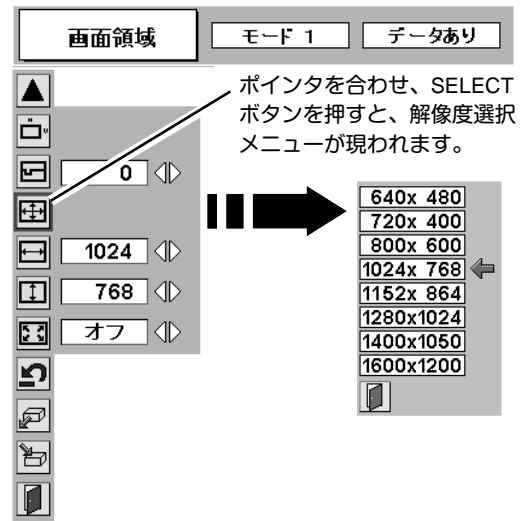 画面領域 モード 1 データあり
ポインタを合わせ、SELECT
ボタンを押すと、解像度選択
メニューが現われます。
H
V
0
1024
768
オフ
640x 480
720x 400
800x 600
1024x 768
1152x 864
1280x1024
1400x1050
1600x1200